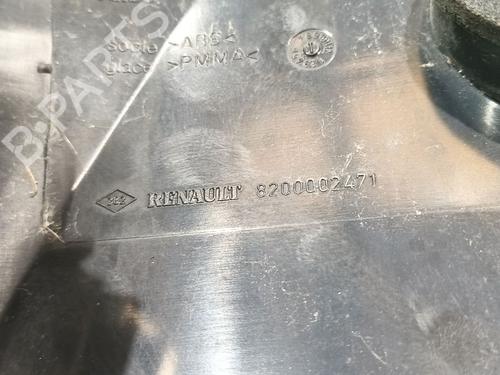 socle >ABS<
glace >PMMA<
RENAULT 8200002471
B-PARTS